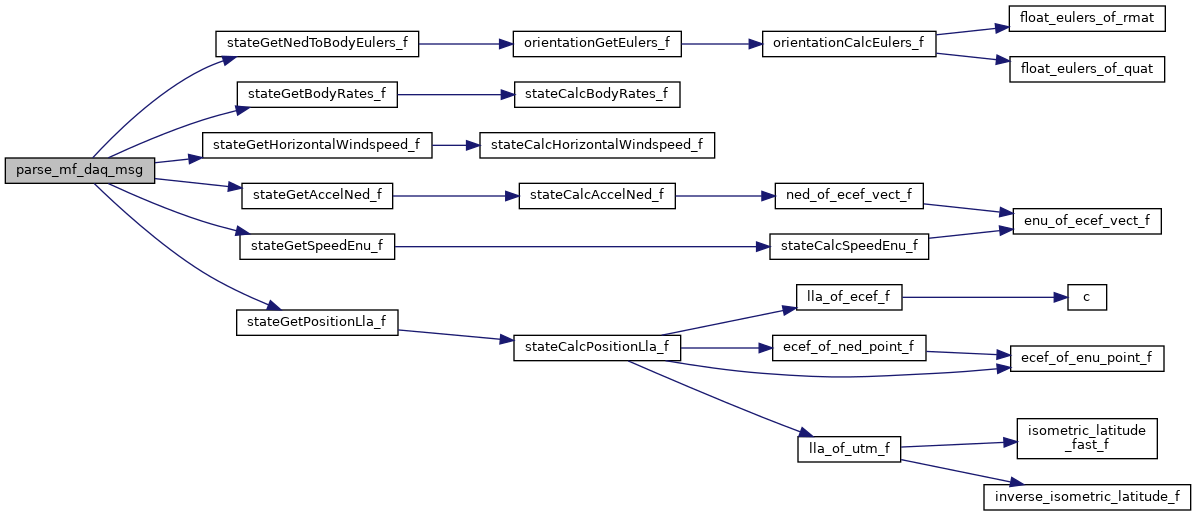 parse_mf_daq_msg
stateGetNedToBodyEulers_f
orientationGetEulers_f
orientationCalcEulers_f
float_eulers_of_rmat
float_eulers_of_quat
stateGetBodyRates_f
stateCalcBodyRates_f
stateGetHorizontalWindspeed_f
stateCalcHorizontalWindspeed_f
stateGetAccelNed_f
stateCalcAccelNed_f
ned_of_ecef_vect_f
enu_of_ecef_vect_f
stateGetSpeedEnu_f
stateCalcSpeedEnu_f
stateGetPositionLla_f
stateCalcPositionLla_f
lla_of_ecef_f
c
ecef_of_ned_point_f
ecef_of_enu_point_f
lla_of_utm_f
isometric_latitude
_fast_f
inverse_isometric_latitude_f